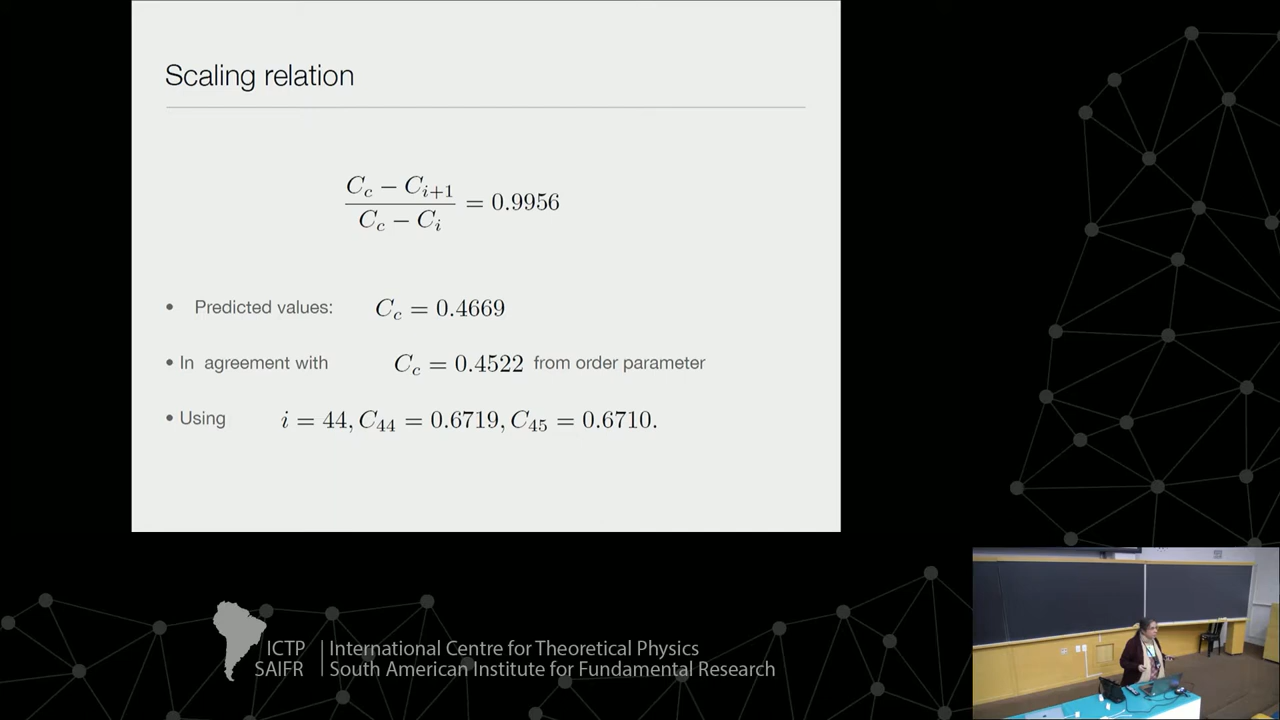 Scaling relation
C_c − C_{i+1} / C_c − C_i = 0.9956
• Predicted values: C_c = 0.4669
• In agreement with C_c = 0.4522 from order parameter
• Using i = 44, C_44 = 0.6719, C_45 = 0.6710.
ICTP | International Centre for Theoretical Physics
SAIFR | South American Institute for Fundamental Research